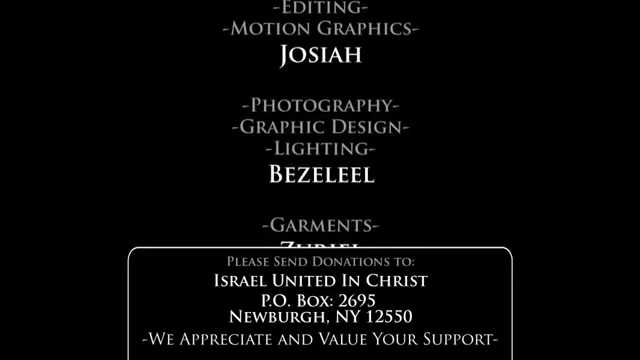 -Editing-
-Motion Graphics-
Josiah
-Photography-
-Graphic Design-
-Lighting-
Bezeleel
-Garments-
Please Send Donations to:
Israel United In Christ
P.O. Box: 2695
Newburgh, NY 12550
-We Appreciate and Value Your Support-